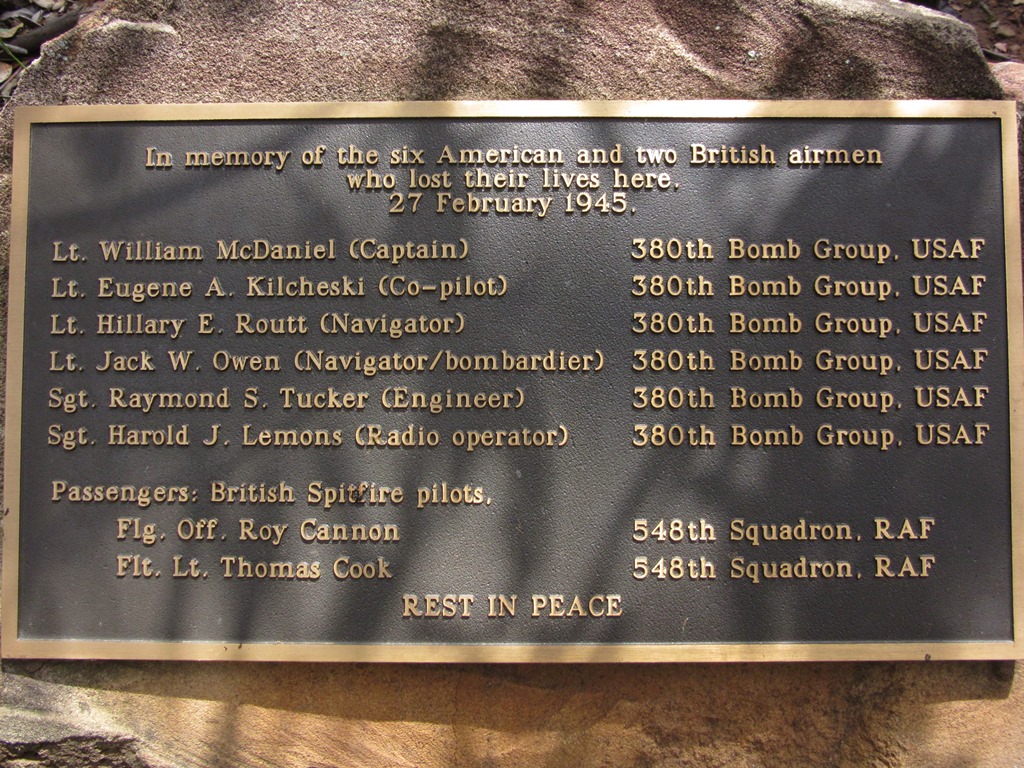 In memory of the six American and two British airmen
who lost their lives here.
27 February 1945.
Lt. William McDaniel (Captain) 380th Bomb Group, USAF
Lt. Eugene A. Kilcheski (Co-pilot) 380th Bomb Group, USAF
Lt. Hillary E. Routt (Navigator) 380th Bomb Group, USAF
Lt. Jack W. Owen (Navigator/bombardier) 380th Bomb Group, USAF
Sgt. Raymond S. Tucker (Engineer) 380th Bomb Group, USAF
Sgt. Harold J. Lemons (Radio operator) 380th Bomb Group, USAF
Passengers: British Spitfire pilots,
Flg. Off. Roy Cannon 548th Squadron, RAF
Flt. Lt. Thomas Cook 548th Squadron, RAF
REST IN PEACE